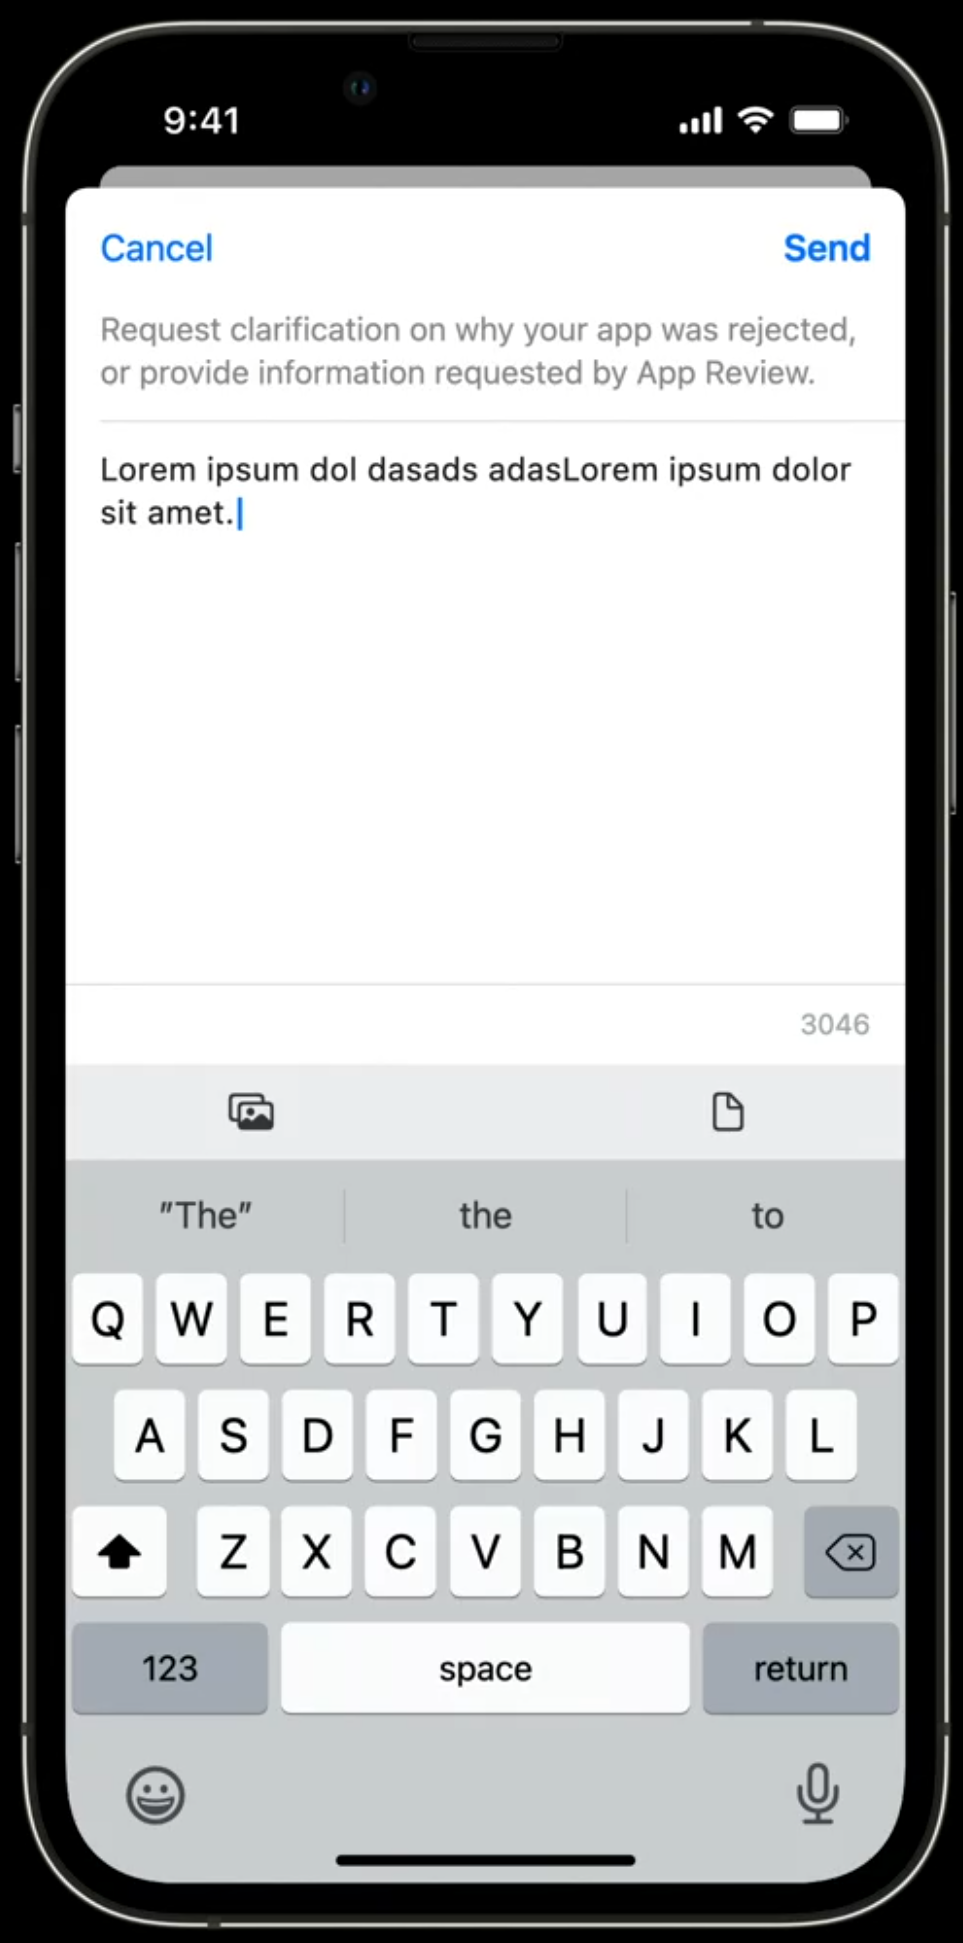 9:41
Cancel
Send
Request clarification on why your app was rejected,
or provide information requested by App Review.
Lorem ipsum dol dasads adasLorem ipsum dolor
sit amet.
3046
"The"
the
to
Q W E R T Y U I O P
A S D F G H J K L
Z X C V B N M
123
space
return